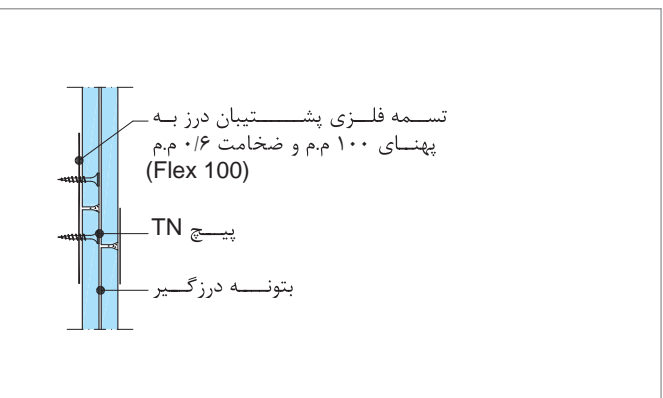 تسمه فلزی پشتیبان درز به
پهنای ۱۰۰ م.م و ضخامت ۰/۶ م.م
(Flex 100)
پیچ TN
بتونه درزگیر